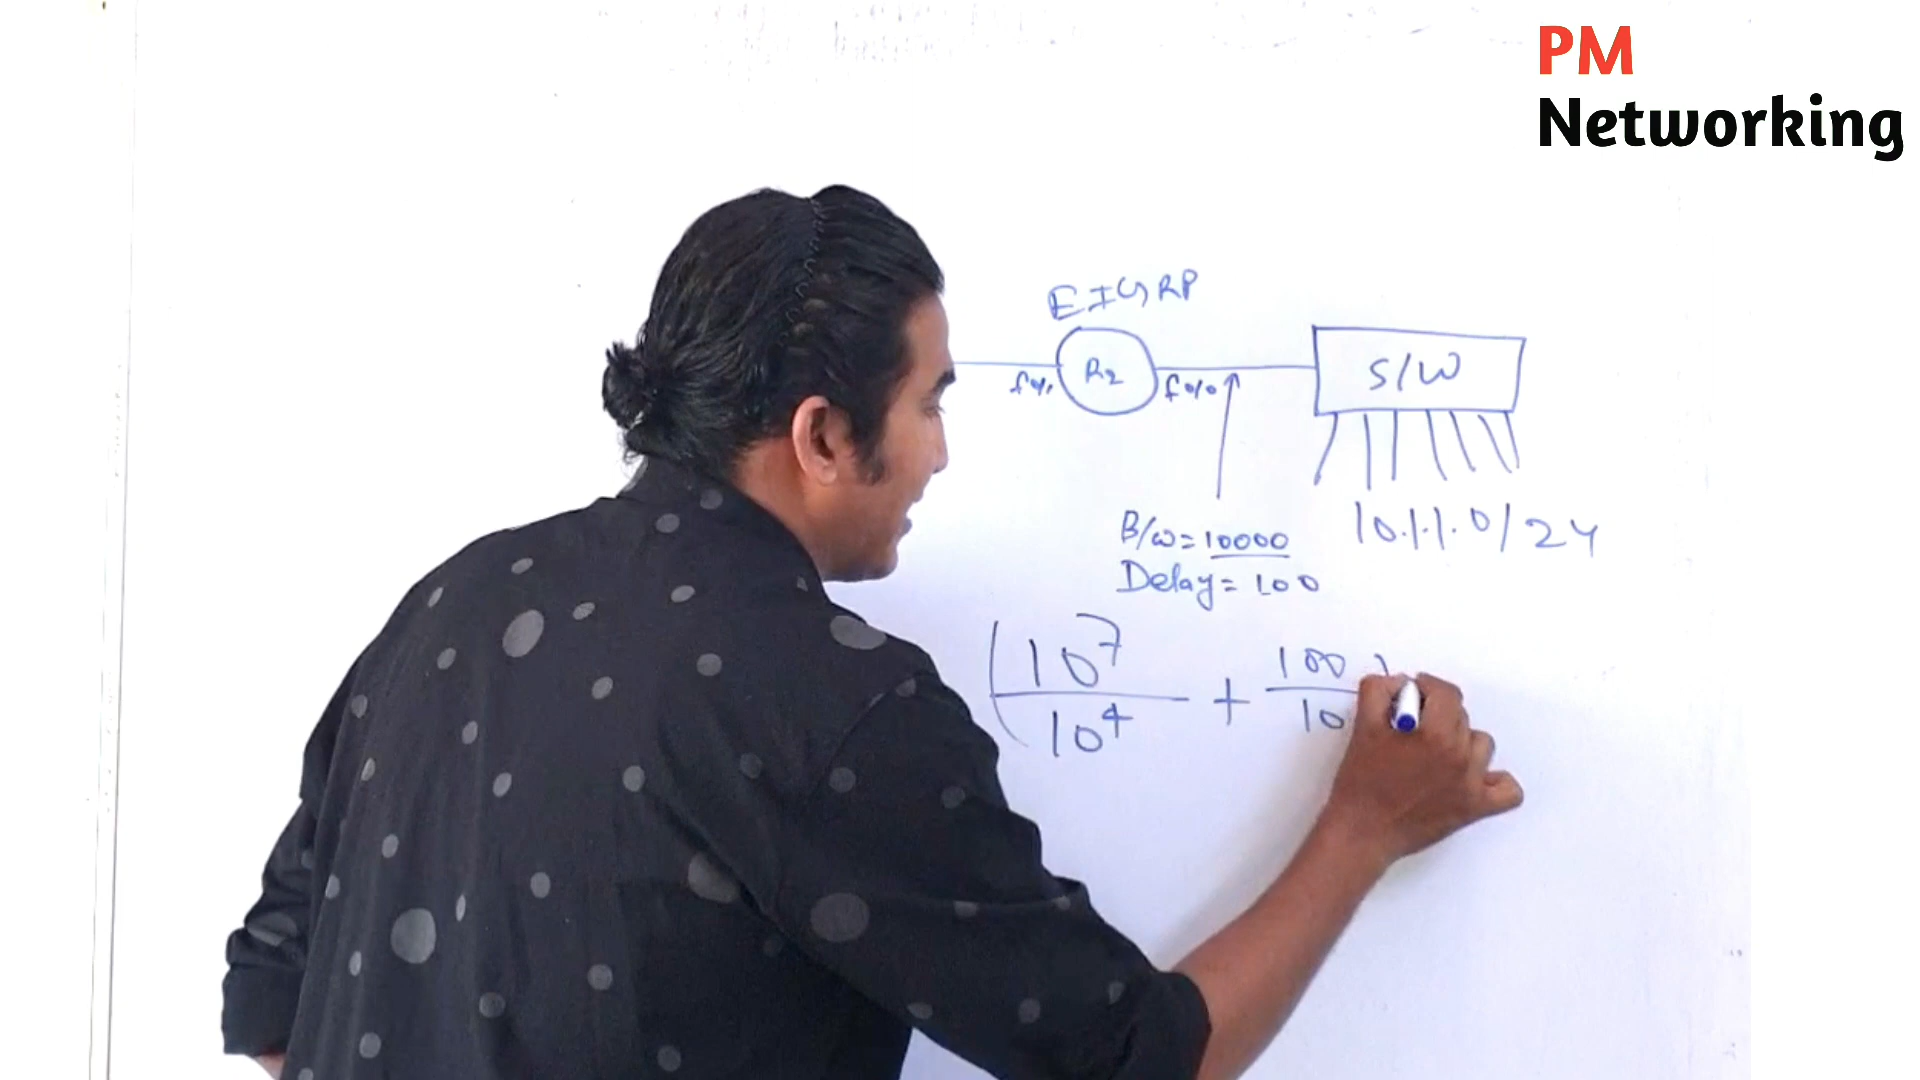 PM
Networking
EIGRP
R2
S/W
f0/1
f0/0
B/W=10000
Delay=100
10.1.1.0/24
(10^7
10^4
+
100)
10